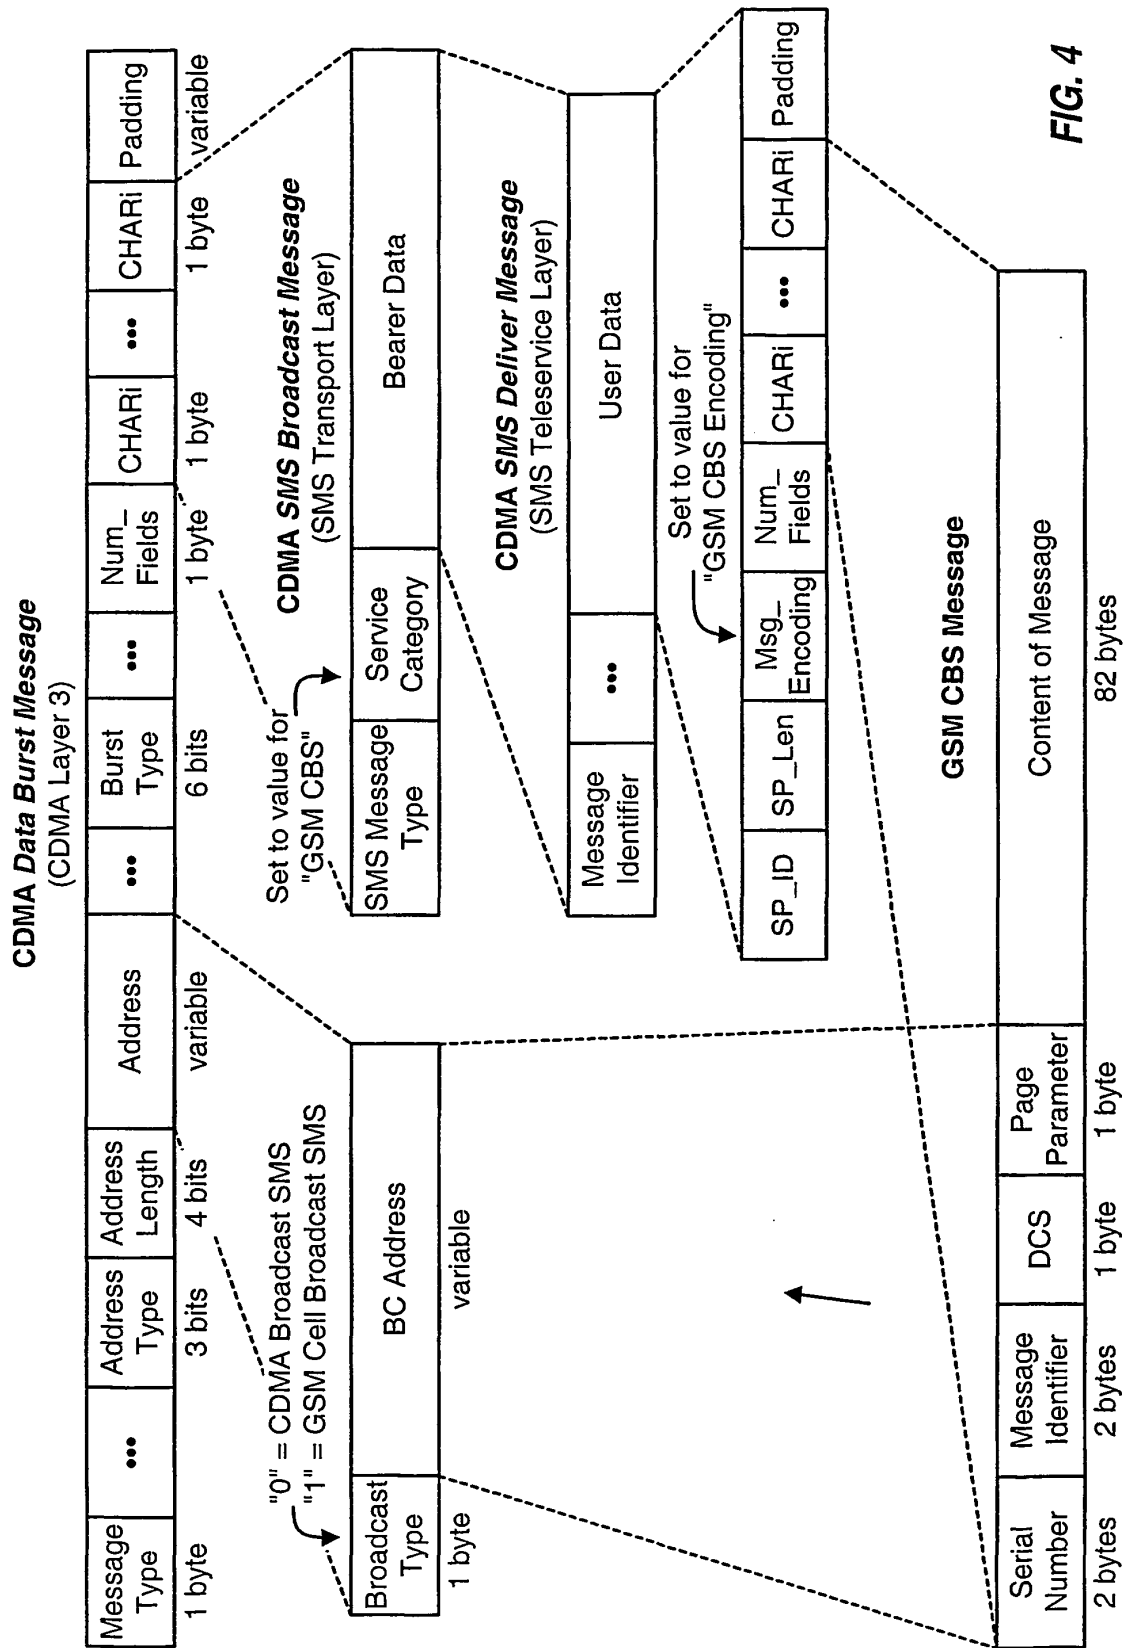 CDMA Data Burst Message
(CDMA Layer 3)
Message
Type
•••
Address
Type
Address
Length
Address
•••
Burst
Type
•••
Num_
Fields
CHARi
•••
CHARi
Padding
1 byte
3 bits
4 bits
variable
6 bits
1 byte
1 byte
1 byte
variable
"0" = CDMA Broadcast SMS
"1" = GSM Cell Broadcast SMS
Broadcast
Type
BC Address
1 byte
variable
Set to value for
"GSM CBS"
CDMA SMS Broadcast Message
(SMS Transport Layer)
SMS Message
Type
Service
Category
Bearer Data
CDMA SMS Deliver Message
(SMS Teleservice Layer)
Message
Identifier
•••
User Data
Set to value for
"GSM CBS Encoding"
SP_ID
SP_Len
Msg_
Encoding
Num_
Fields
CHARi
•••
CHARi
Padding
GSM CBS Message
Serial
Number
Message
Identifier
DCS
Page
Parameter
Content of Message
2 bytes
2 bytes
1 byte
1 byte
82 bytes
FIG. 4